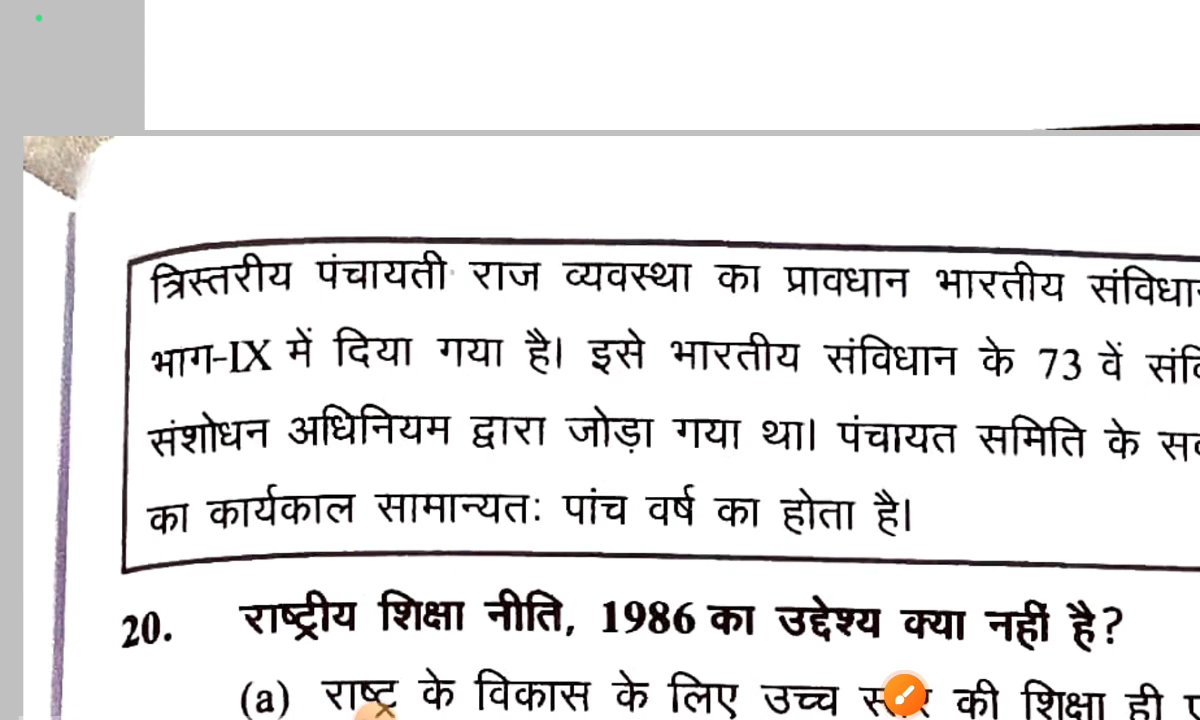 त्रिस्तरीय पंचायती राज व्यवस्था का प्रावधान भारतीय
भाग-IX में दिया गया है। इसे भारतीय संविधान के 73 वें
संशोधन अधिनियम द्वारा जोड़ा गया था। पंचायत समिति के
का कार्यकाल सामान्यतः पांच वर्ष का होता है।
20. राष्ट्रीय शिक्षा नीति, 1986 का उद्देश्य क्या नहीं है?
(a) राष्ट्र के विकास के लिए उच्च स्तर की शिक्षा ही